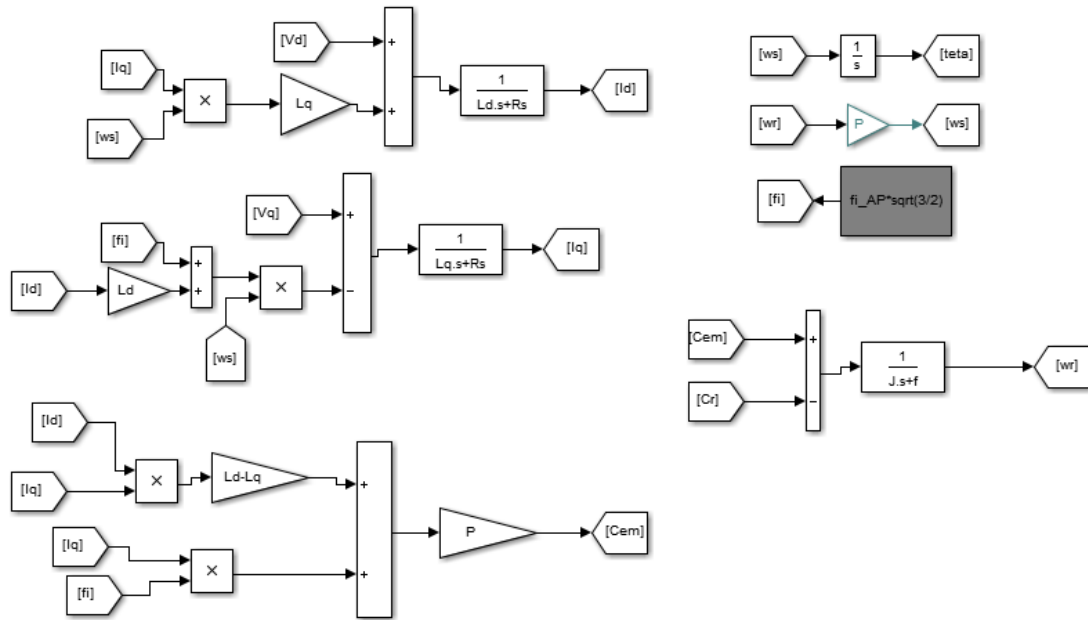 [Vd]
[Iq]
[ws]
×
Lq
+
+
1
Ld.s+Rs
[Id]
[ws]
1
s
[teta]
[wr]
P
[ws]
[fi]
fi_AP*sqrt(3/2)
[Vq]
[fi]
[Id]
Ld
+
+
×
[ws]
+
−
1
Lq.s+Rs
[Iq]
[Cem]
[Cr]
+
−
1
J.s+f
[wr]
[Id]
[Iq]
×
Ld-Lq
[Iq]
[fi]
×
+
+
P
[Cem]